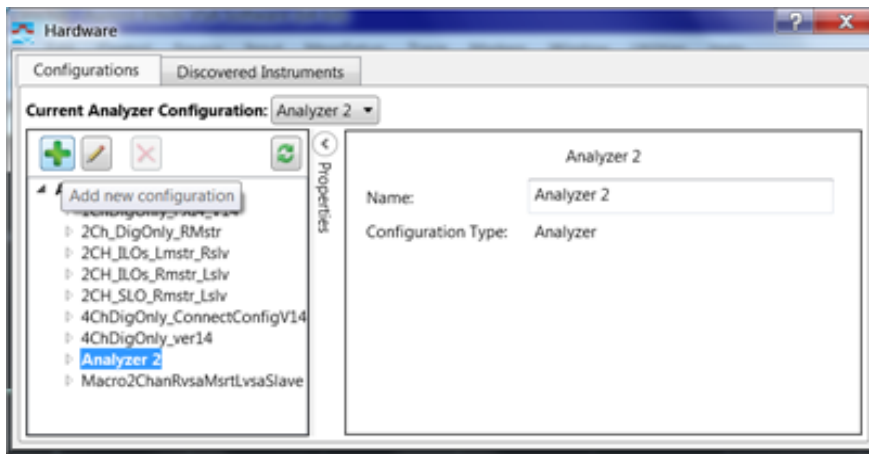 Hardware
Configurations Discovered Instruments
Current Analyzer Configuration: Analyzer 2
Add new configuration
2Ch_DigOnly_RMstr
2CH_ILOs_Lmstr_Rslv
2CH_ILOs_Rmstr_Lslv
2CH_SLO_Rmstr_Lslv
4ChDigOnly_ConnectConfigV14
4ChDigOnly_ver14
Analyzer 2
Macro2ChanRvsaMsrtLvsaSlave
Properties
Analyzer 2
Name: Analyzer 2
Configuration Type: Analyzer